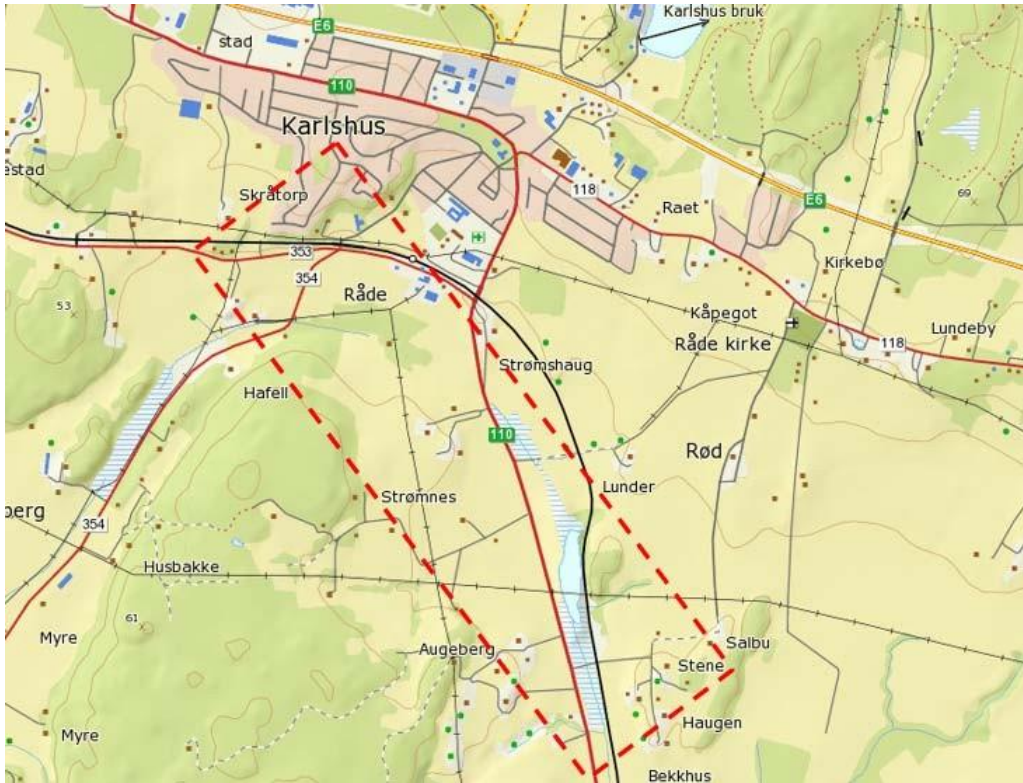 Karlshus bruk
E6
stad
110
Karlshus
estad
Skråtorp
118
Raet
69
E6
353
354
Kirkebø
Råde
53
Kåpegot
Råde kirke
Lundeby
118
Strømshaug
Hafell
110
Rød
Lunder
Strømnes
berg
354
Husbakke
61
Myre
Augeberg
Salbu
Stene
Haugen
Myre
Bekkhus